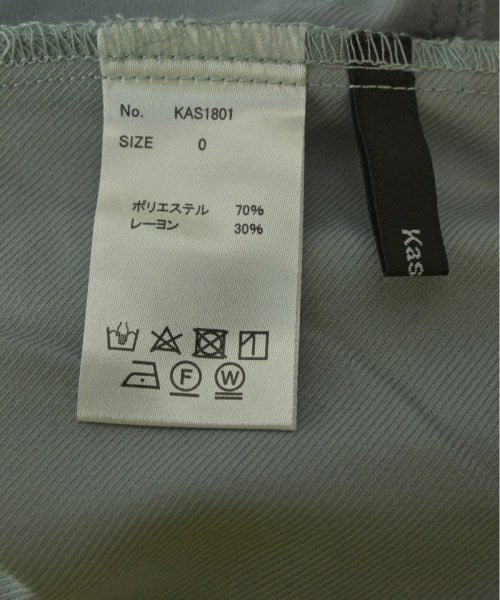 No. KAS1801
SIZE 0
ポリエステル 70%
レーヨン 30%
F W
Kas